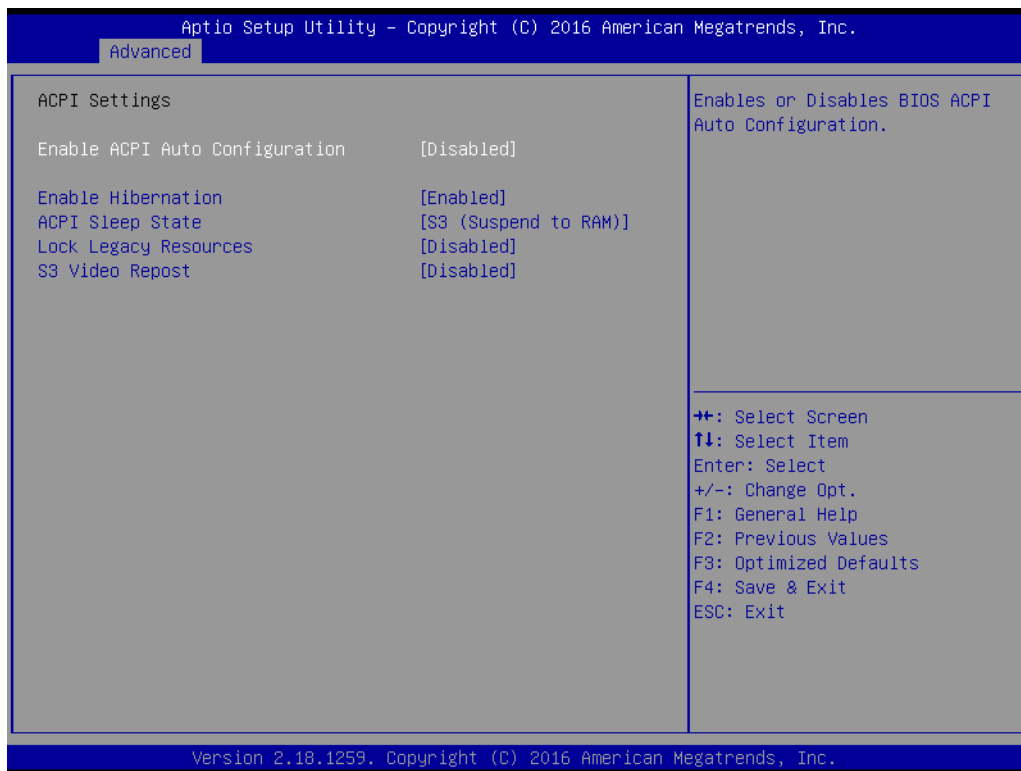 Aptio Setup Utility – Copyright (C) 2016 American Megatrends, Inc.
Advanced
ACPI Settings
Enable ACPI Auto Configuration [Disabled]
Enable Hibernation [Enabled]
ACPI Sleep State [S3 (Suspend to RAM)]
Lock Legacy Resources [Disabled]
S3 Video Repost [Disabled]
Enables or Disables BIOS ACPI
Auto Configuration.
→←: Select Screen
↑↓: Select Item
Enter: Select
+/-: Change Opt.
F1: General Help
F2: Previous Values
F3: Optimized Defaults
F4: Save & Exit
ESC: Exit
Version 2.18.1259. Copyright (C) 2016 American Megatrends, Inc.